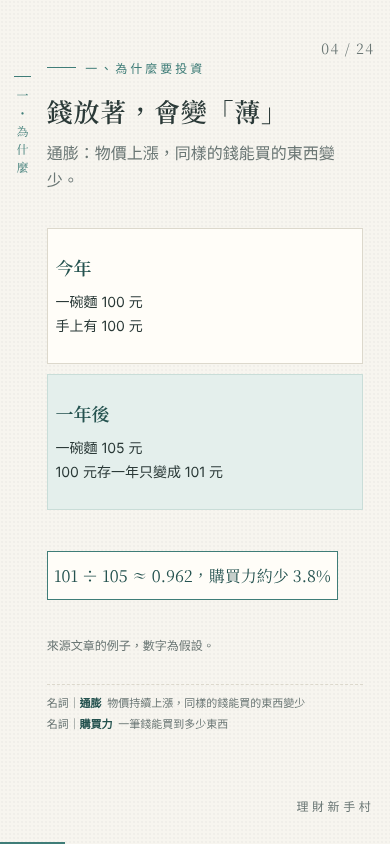 04 / 24
一、為什麼要投資
一・為什麼
錢放著，會變「薄」
通膨：物價上漲，同樣的錢能買的東西變
少。
今年
一碗麵 100 元
手上有 100 元
一年後
一碗麵 105 元
100 元存一年只變成 101 元
101 ÷ 105 ≈ 0.962，購買力約少 3.8%
來源文章的例子，數字為假設。
名詞｜通膨 物價持續上漲，同樣的錢能買的東西變少
名詞｜購買力 一筆錢能買到多少東西
理財新手村